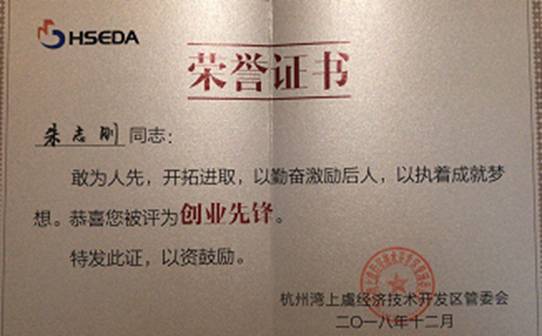 HSEDA
荣誉证书
朱志刚 同志：
敢为人先，开拓进取，以勤奋激励后人，以执着成就梦
想。恭喜您被评为创业先锋。
特发此证，以资鼓励。
杭州湾上虞经济技术开发区管委会
二〇一八年十二月